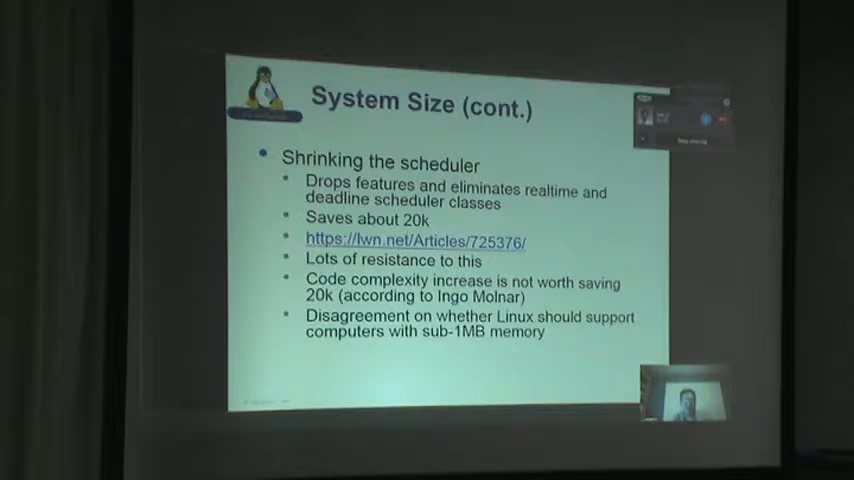 System Size (cont.)
Shrinking the scheduler
Drops features and eliminates realtime and
deadline scheduler classes
Saves about 20k
https://lwn.net/Articles/725376/
Lots of resistance to this
Code complexity increase is not worth saving
20k (according to Ingo Molnar)
Disagreement on whether Linux should support
computers with sub-1MB memory